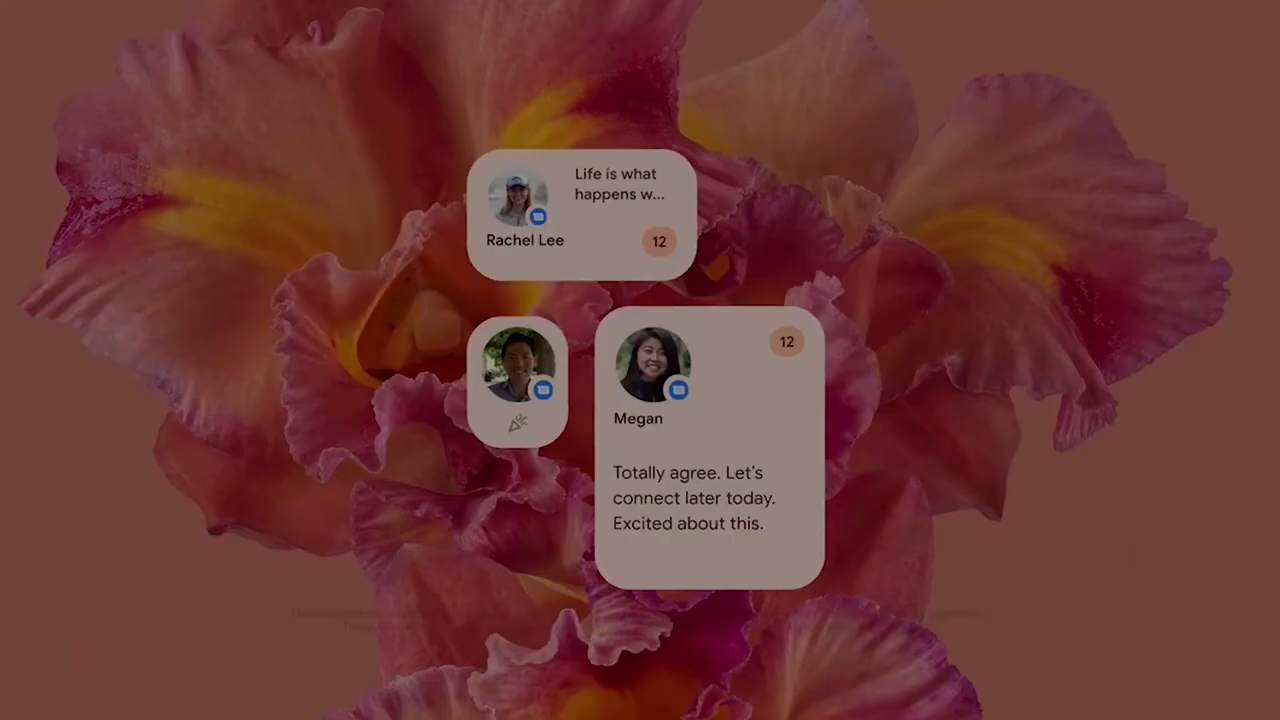 Life is what
happens w...
Rachel Lee
12
12
Megan
Totally agree. Let's
connect later today.
Excited about this.